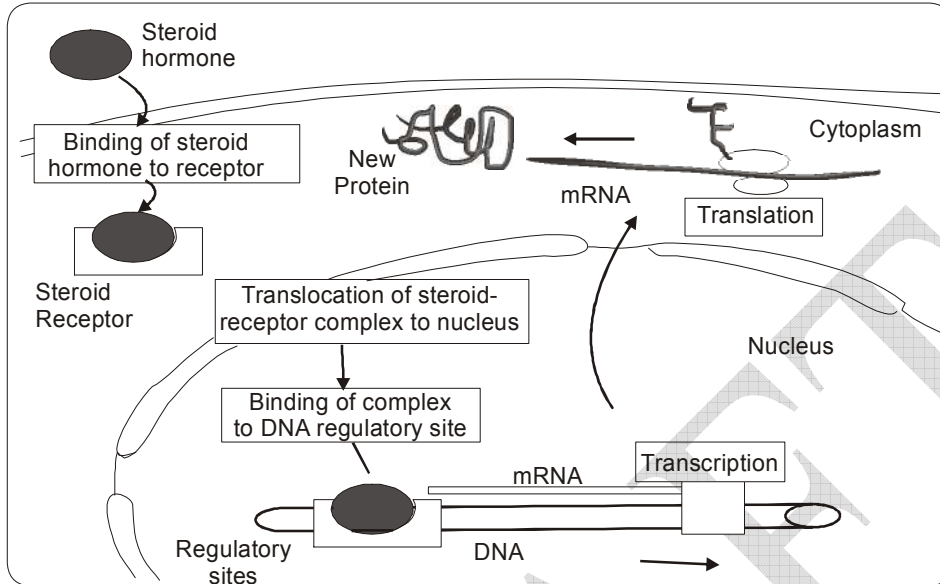 Steroid
hormone
Binding of steroid
hormone to receptor
Steroid
Receptor
New
Protein
Cytoplasm
mRNA
Translation
Translocation of steroid-
receptor complex to nucleus
Nucleus
Binding of complex
to DNA regulatory site
mRNA
Transcription
Regulatory
sites
DNA